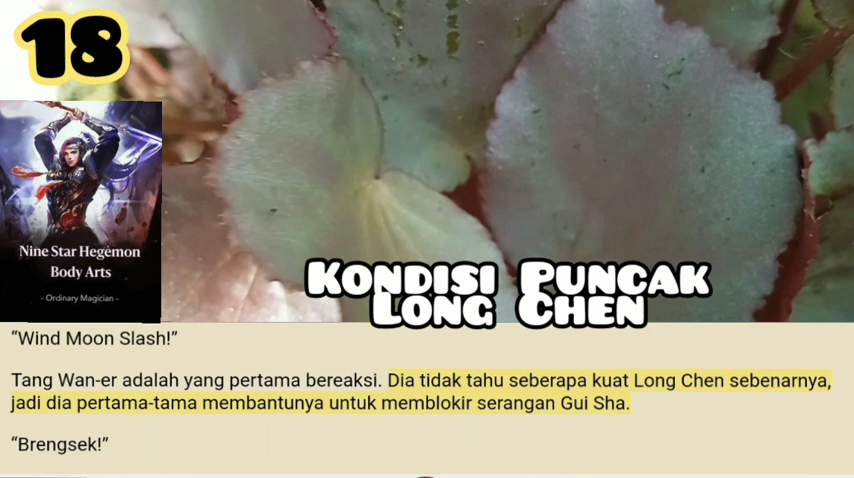 18
Nine Star Hegemon
Body Arts
- Ordinary Magician -
KONDISI PUNCAK
LONG CHEN
“Wind Moon Slash!”
Tang Wan-er adalah yang pertama bereaksi. Dia tidak tahu seberapa kuat Long Chen sebenarnya,
jadi dia pertama-tama membantunya untuk memblokir serangan Gui Sha.
“Brengsek!”